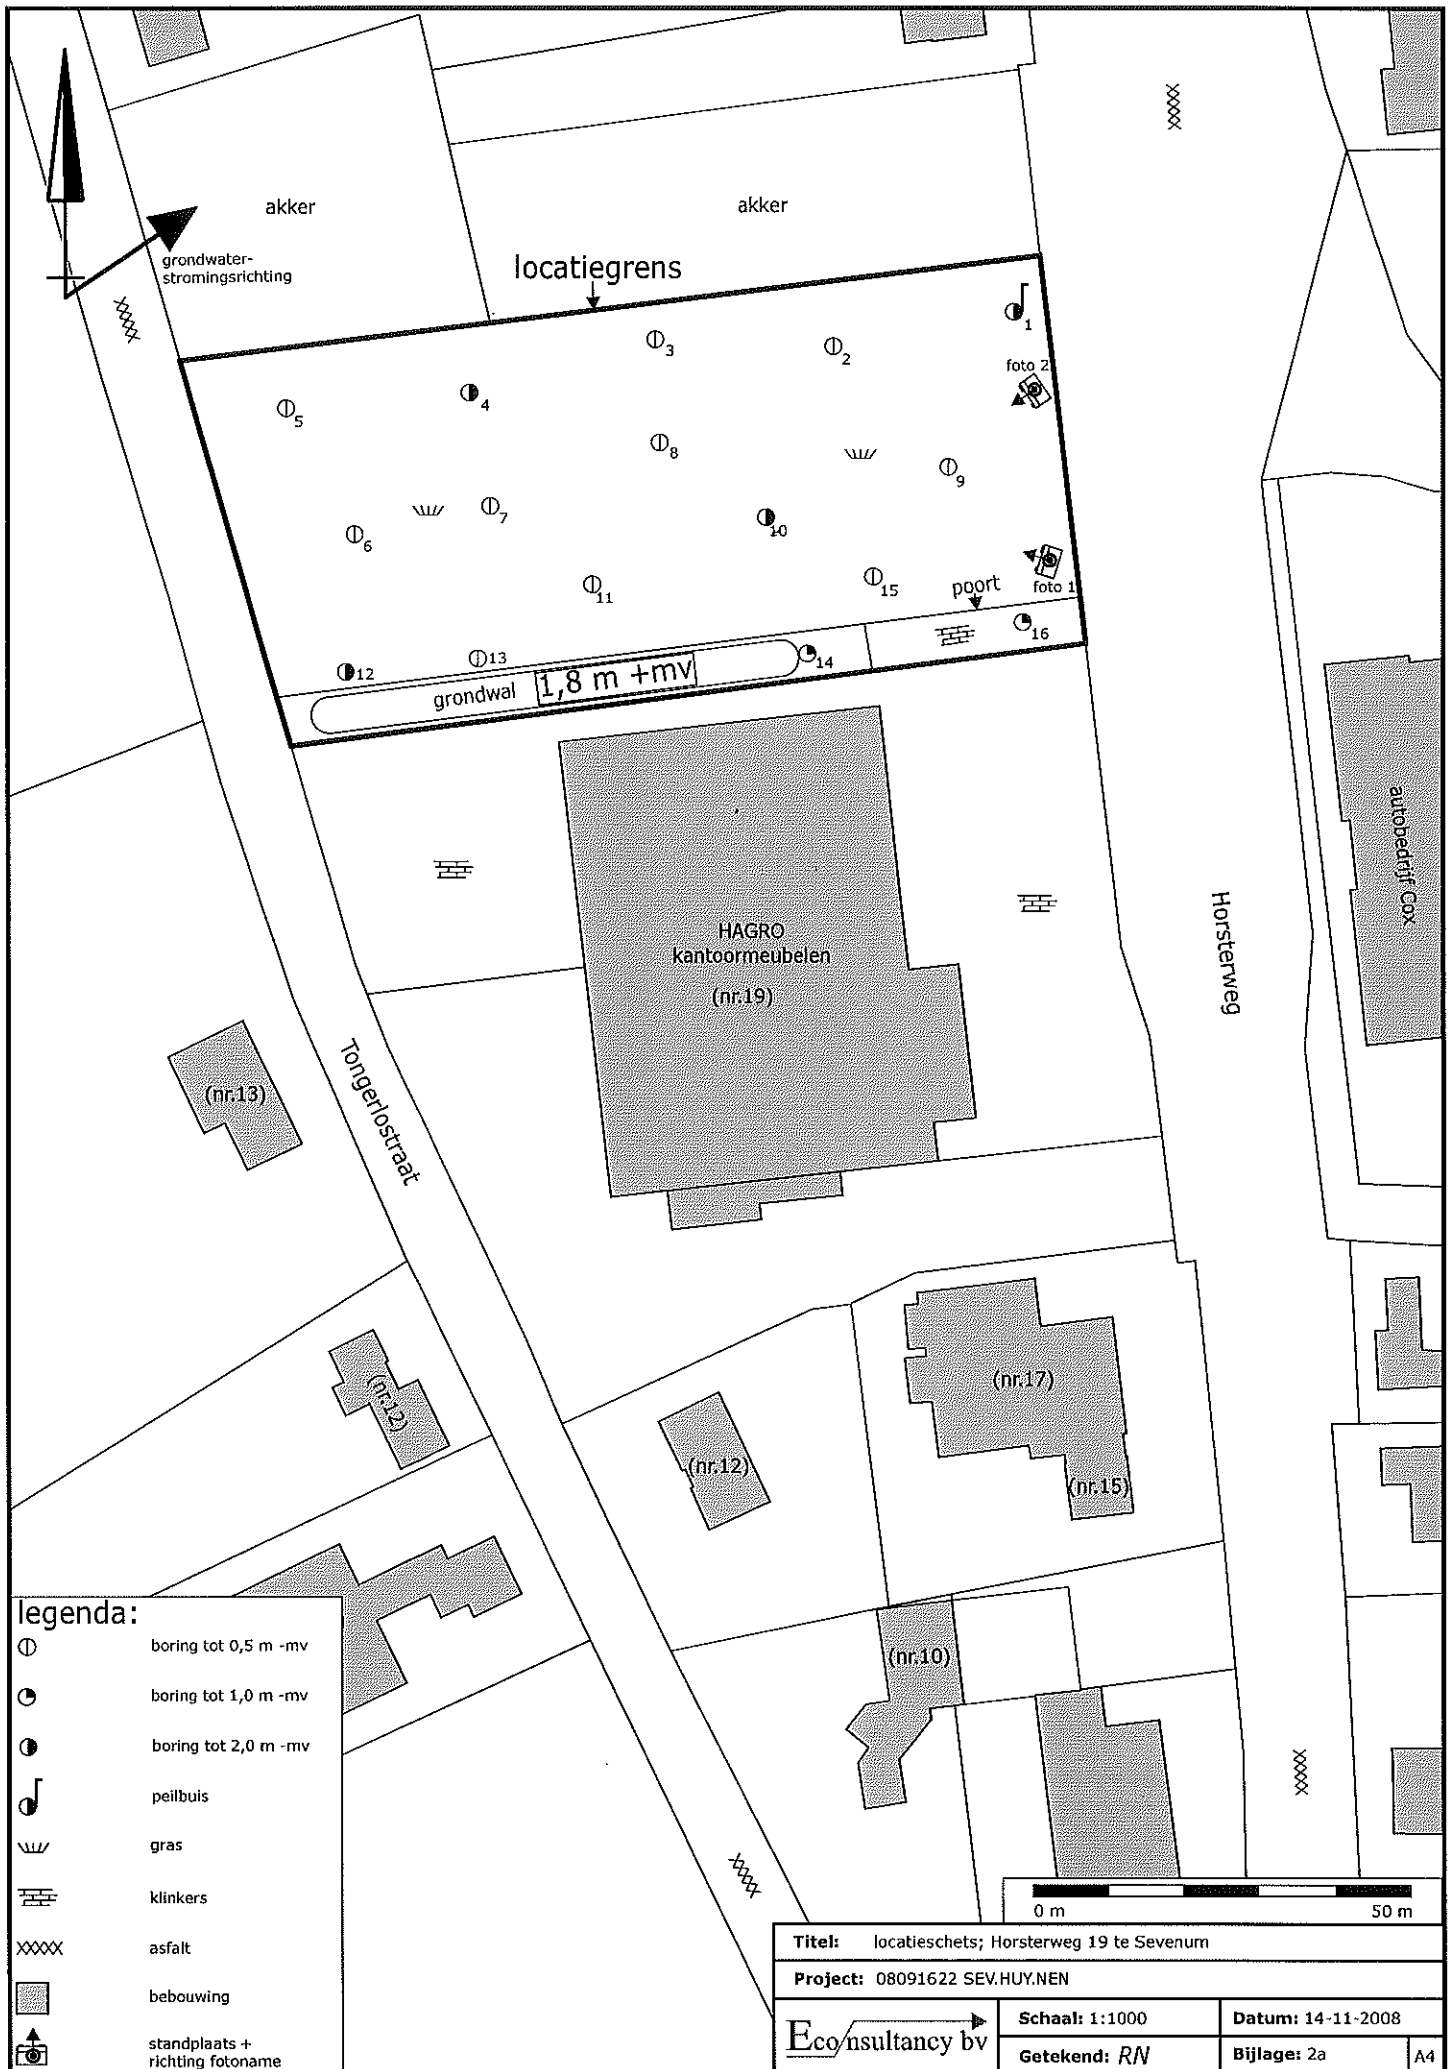 akker
akker
grondwater-
stromingsrichting
locatiegrens
1
2
3
foto 2
4
5
8
9
7
10
6
11
15
poort
foto 1
16
12
13
14
grondwal 1,8 m +mv
HAGRO
kantoormeubelen
(nr.19)
autobedrijf Cox
Horsterweg
Tongerlostraat
(nr.13)
(nr.12)
(nr.12)
(nr.17)
(nr.15)
(nr.10)
legenda:
boring tot 0,5 m -mv
boring tot 1,0 m -mv
boring tot 2,0 m -mv
peilbuis
gras
klinkers
asfalt
bebouwing
standplaats +
richting fotoname
0 m 50 m
Titel: locatieschets; Horsterweg 19 te Sevenum
Project: 08091622 SEV.HUY.NEN
Econsultancy bv
Schaal: 1:1000
Datum: 14-11-2008
Getekend: RN
Bijlage: 2a
A4